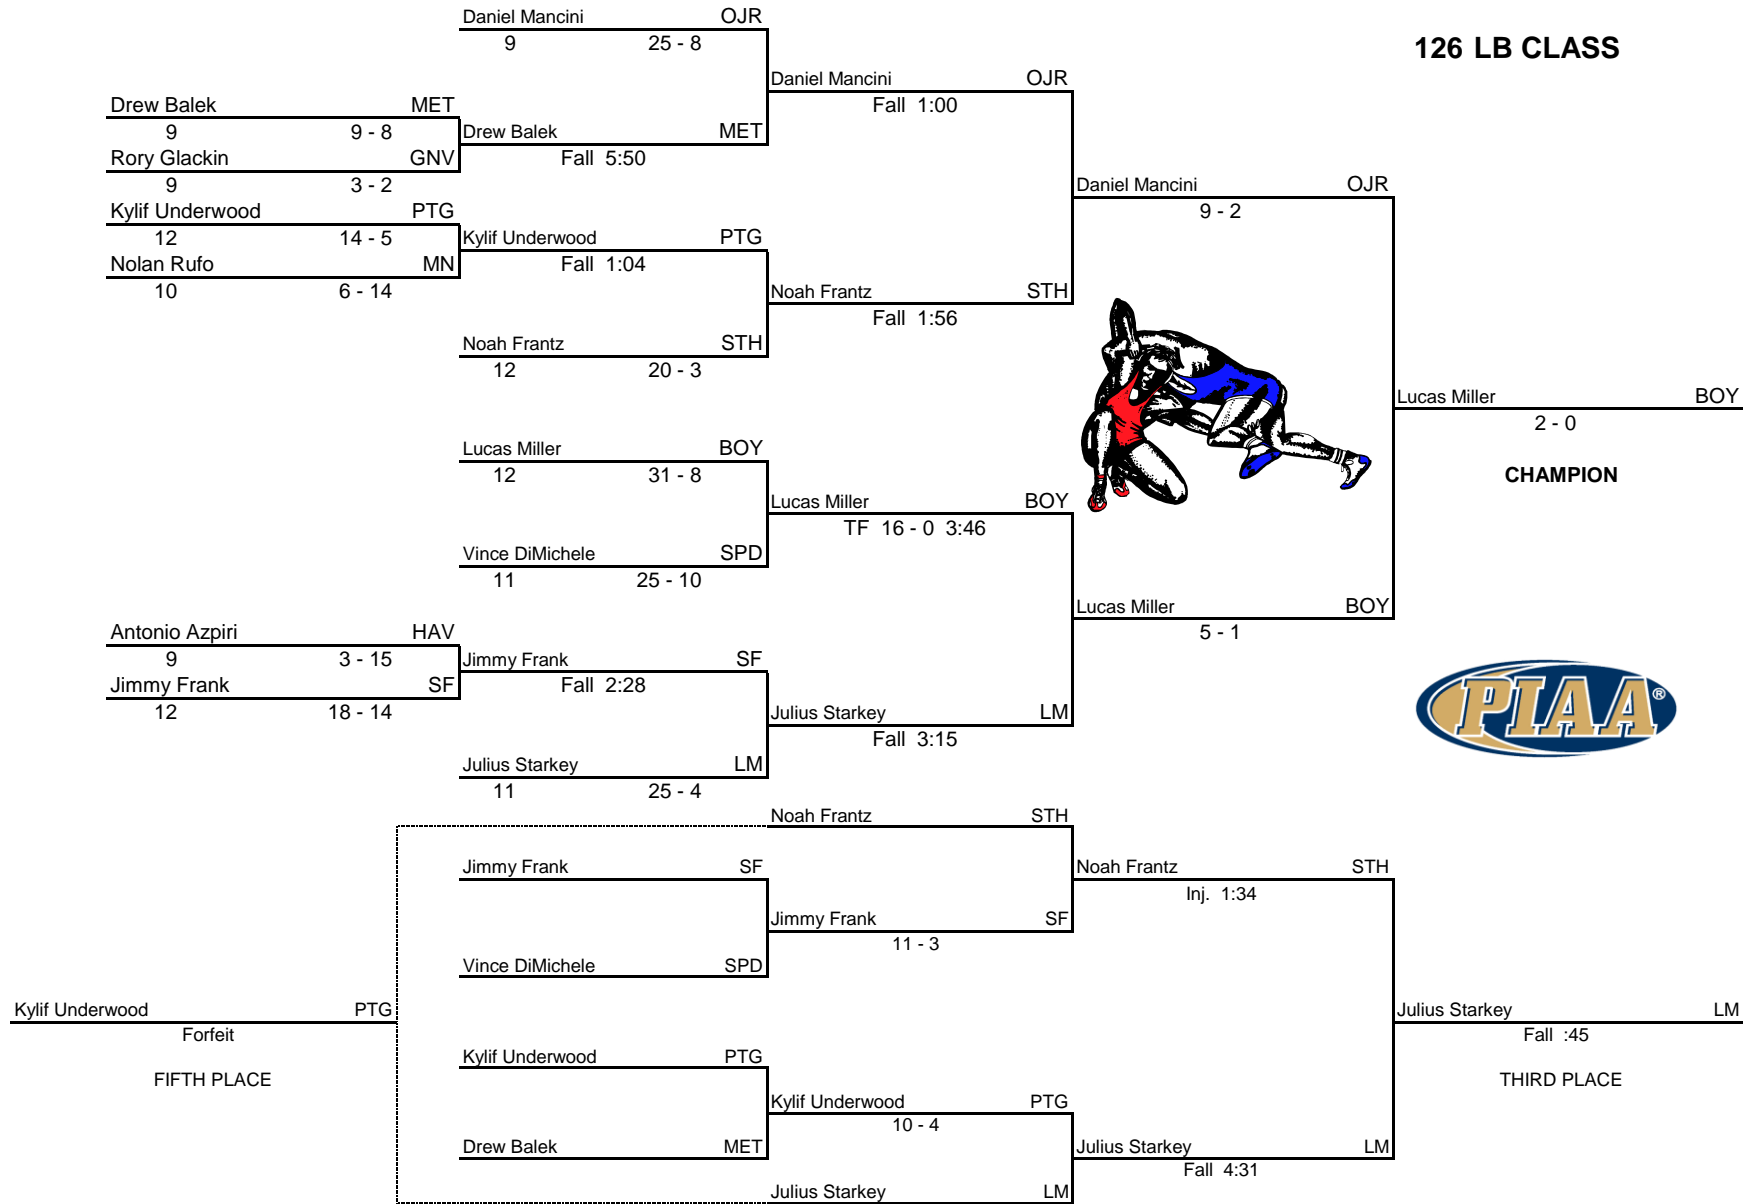 Daniel Mancini OJR
9 25 - 8
126 LB CLASS
Daniel Mancini OJR
Fall 1:00
Drew Balek MET
9 9 - 8
Drew Balek MET
Fall 5:50
Rory Glackin GNV
9 3 - 2
Daniel Mancini OJR
9 - 2
Kylif Underwood PTG
12 14 - 5
Kylif Underwood PTG
Fall 1:04
Nolan Rufo MN
10 6 - 14
Noah Frantz STH
Fall 1:56
Noah Frantz STH
12 20 - 3
Lucas Miller BOY
2 - 0
CHAMPION
Lucas Miller BOY
12 31 - 8
Lucas Miller BOY
TF 16 - 0 3:46
Vince DiMichele SPD
11 25 - 10
Lucas Miller BOY
5 - 1
Antonio Azpiri HAV
9 3 - 15
Jimmy Frank SF
Fall 2:28
Jimmy Frank SF
12 18 - 14
Julius Starkey LM
Fall 3:15
PIAA®
Julius Starkey LM
11 25 - 4
Noah Frantz STH
Jimmy Frank SF
Noah Frantz STH
Inj. 1:34
Jimmy Frank SF
11 - 3
Vince DiMichele SPD
Kylif Underwood PTG
Forfeit
FIFTH PLACE
Julius Starkey LM
Fall :45
THIRD PLACE
Kylif Underwood PTG
Kylif Underwood PTG
10 - 4
Drew Balek MET
Julius Starkey LM
Fall 4:31
Julius Starkey LM